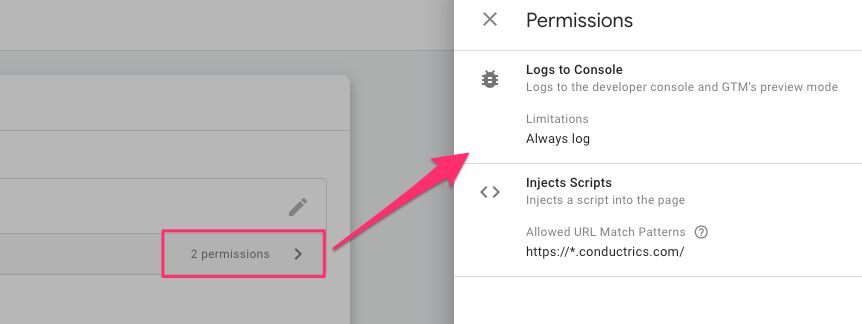 Permissions
Logs to Console
Logs to the developer console and GTM's preview mode
Limitations
Always log
Injects Scripts
Injects a script into the page
Allowed URL Match Patterns
https://*.conductrics.com/
2 permissions